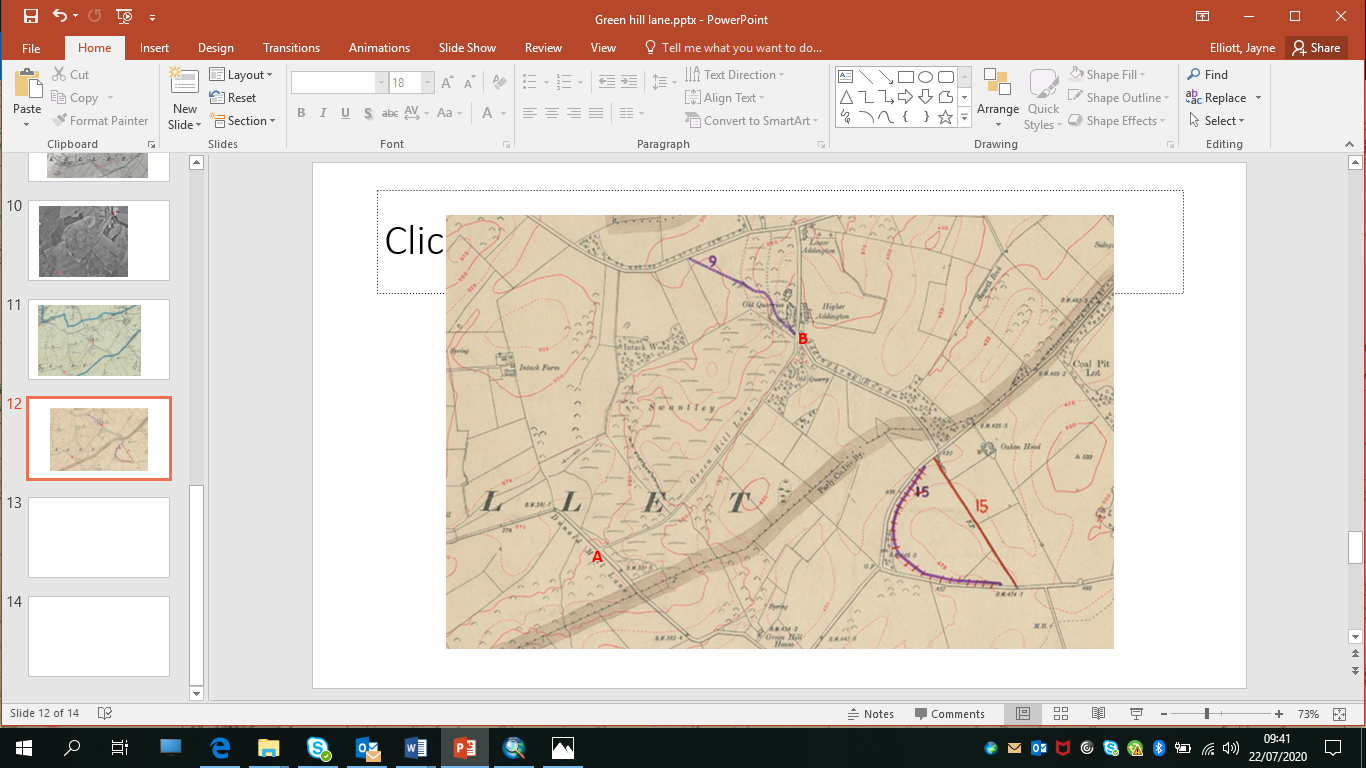 Green hill lane.pptx - PowerPoint
File Home Insert Design Transitions Animations Slide Show Review View Tell me what you want to do... Elliott, Jayne Share
Paste
Cut
Copy
Format Painter
Clipboard
New Slide
Layout
Reset
Section
Slides
18
B I U S abc AV Aa A
Font
Text Direction
Align Text
Convert to SmartArt
Paragraph
Arrange
Quick Styles
Shape Fill
Shape Outline
Shape Effects
Drawing
Find
Replace
Select
Editing
10
11
12
13
14
Clic
9
Lower Addington
Old Quarries
Higher Addington
B
Spring
Intack Wood
Intack Farm
Old Quarry
Coal Pit Lot
Swantley
Green Hill Lane
Oaken Head
L L E T
15
15
A
Spring
Green Hill House
M.H.
Slide 12 of 14
Notes
Comments
73%
09:41
22/07/2020